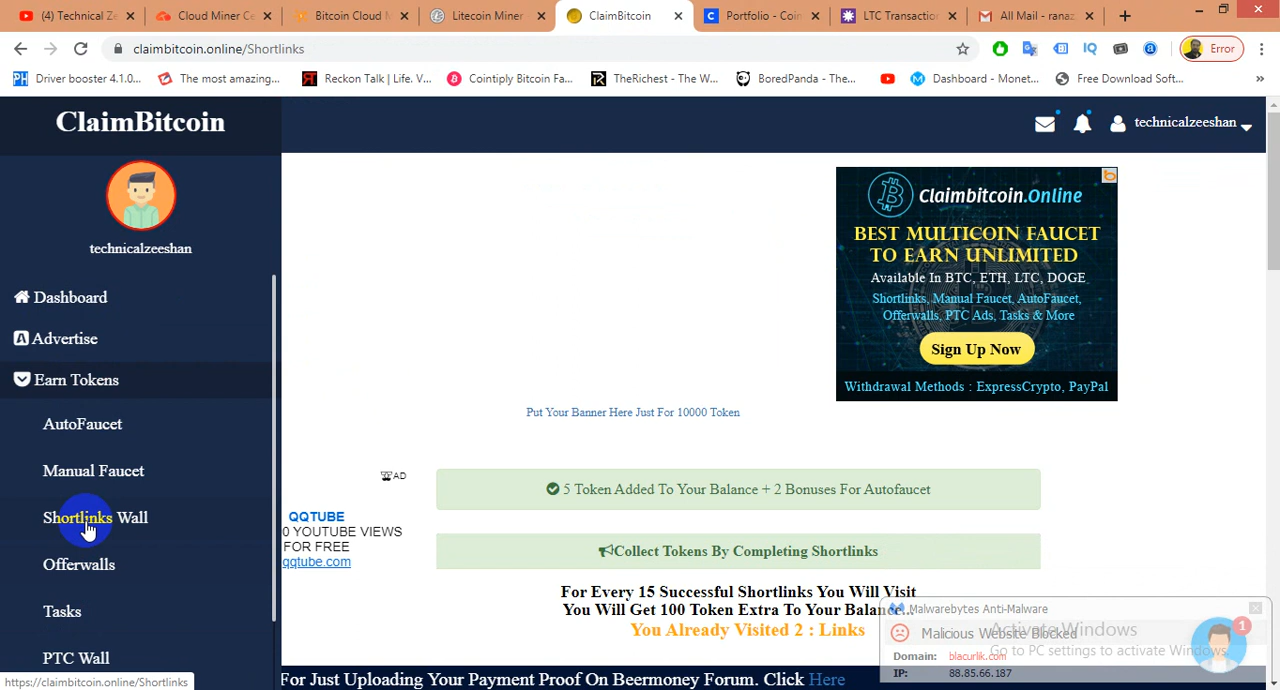 (4) Technical Ze
Cloud Miner Ce
Bitcoin Cloud M
Litecoin Miner
ClaimBitcoin
Portfolio - Coin
LTC Transaction
All Mail - ranaz
claimbitcoin.online/Shortlinks
IQ
Error
Driver booster 4.1.0...
The most amazing...
Reckon Talk | Life. V...
Cointiply Bitcoin Fa...
TheRichest - The W...
BoredPanda - The...
Dashboard - Monet...
Free Download Soft...
ClaimBitcoin
technicalzeeshan
technicalzeeshan
Dashboard
Advertise
Earn Tokens
AutoFaucet
Manual Faucet
Shortlinks Wall
Offerwalls
Tasks
PTC Wall
https://claimbitcoin.online/Shortlinks
Claimbitcoin.Online
BEST MULTICOIN FAUCET
TO EARN UNLIMITED
Available In BTC, ETH, LTC, DOGE
Shortlinks, Manual Faucet, AutoFaucet,
Offerwalls, PTC Ads, Tasks & More
Sign Up Now
Withdrawal Methods : ExpressCrypto, PayPal
Put Your Banner Here Just For 10000 Token
AD
QQTUBE
0 YOUTUBE VIEWS
FOR FREE
qqtube.com
5 Token Added To Your Balance + 2 Bonuses For Autofaucet
Collect Tokens By Completing Shortlinks
For Every 15 Successful Shortlinks You Will Visit
You Will Get 100 Token Extra To Your Balance...
You Already Visited 2 : Links
For Just Uploading Your Payment Proof On Beermoney Forum. Click Here
Malwarebytes Anti-Malware
Malicious Website Blocked
Domain: blacurlik.com
IP: 88.85.66.187
Activate Windows
Go to PC settings to activate Windows.
1